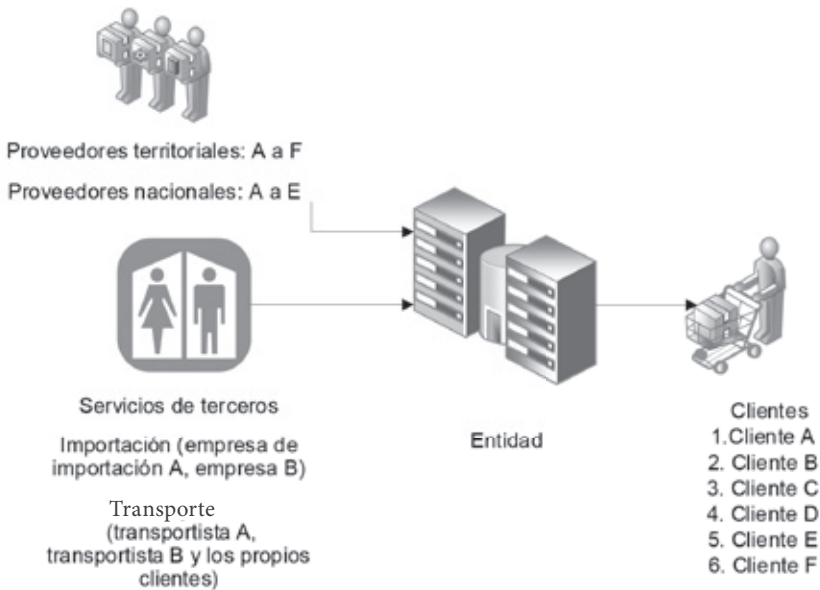 Proveedores territoriales: A a F
Proveedores nacionales: A a E
Servicios de terceros
Importación (empresa de
importación A, empresa B)
Transporte
(transportista A,
transportista B y los propios
clientes)
Entidad
Clientes
1.Cliente A
2. Cliente B
3. Cliente C
4. Cliente D
5. Cliente E
6. Cliente F